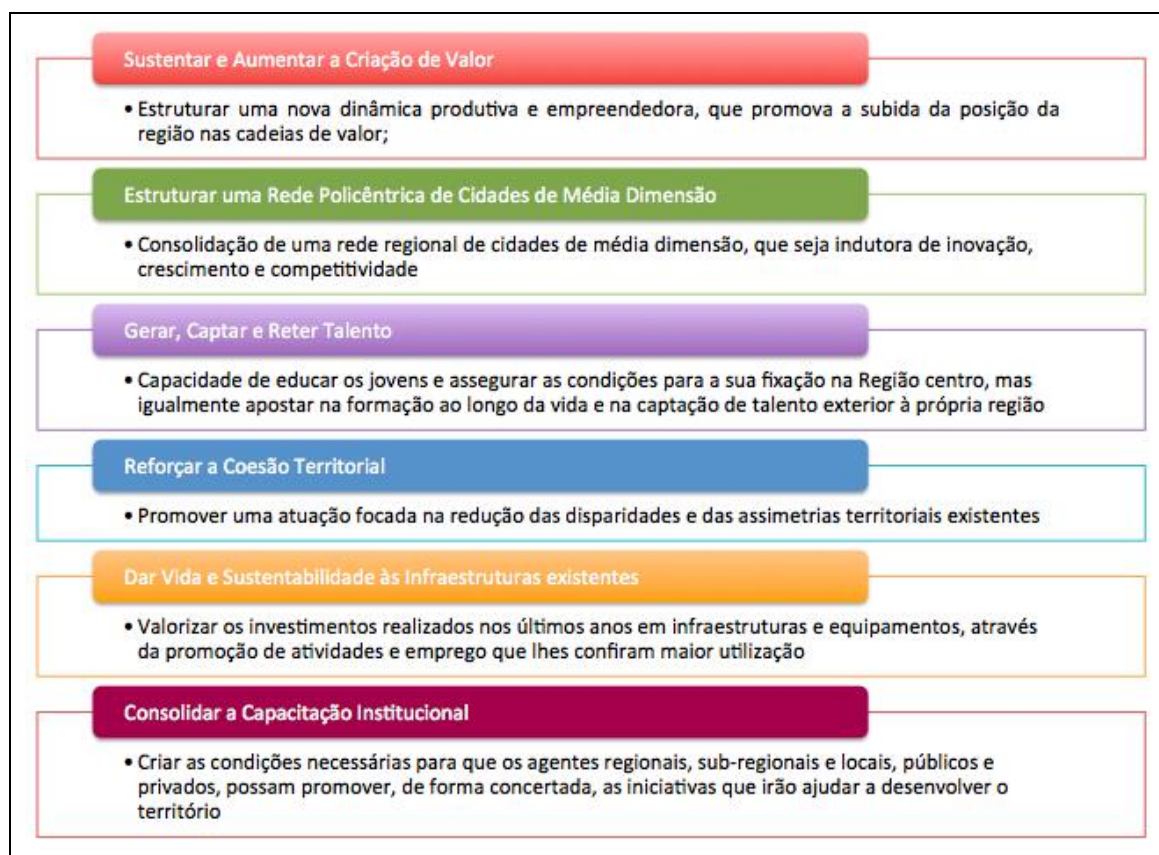 Sustentar e Aumentar a Criação de Valor
• Estruturar uma nova dinâmica produtiva e empreendedora, que promova a subida da posição da
região nas cadeias de valor;
Estruturar uma Rede Policêntrica de Cidades de Média Dimensão
• Consolidação de uma rede regional de cidades de média dimensão, que seja indutora de inovação,
crescimento e competitividade
Gerar, Captar e Reter Talento
• Capacidade de educar os jovens e assegurar as condições para a sua fixação na Região centro, mas
igualmente apostar na formação ao longo da vida e na captação de talento exterior à própria região
Reforçar a Coesão Territorial
• Promover uma atuação focada na redução das disparidades e das assimetrias territoriais existentes
Dar Vida e Sustentabilidade às Infraestruturas existentes
• Valorizar os investimentos realizados nos últimos anos em infraestruturas e equipamentos, através
da promoção de atividades e emprego que lhes confiram maior utilização
Consolidar a Capacitação Institucional
• Criar as condições necessárias para que os agentes regionais, sub-regionais e locais, públicos e
privados, possam promover, de forma concertada, as iniciativas que irão ajudar a desenvolver o
território